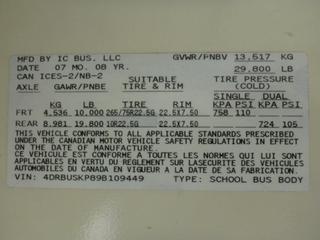 MFD BY IC BUS, LLC GVWR/PNBV 13,517 KG
DATE 07 MO. 08 YR. 29,800 LB
CAN ICES-2/NB-2 SUITABLE TIRE PRESSURE
AXLE GAWR/PNBE TIRE & RIM (COLD)
SINGLE DUAL
KG LB TIRE RIM KPA PSI KPA PSI
FRT 4,536 10,000 265/75R22.5G 22.5X7.50 758 110
REAR 8,981 19,800 10R22.5G 22.5X7.50 724 105
THIS VEHICLE CONFORMS TO ALL APPLICABLE STANDARDS PRESCRIBED
UNDER THE CANADIAN MOTOR VEHICLE SAFETY REGULATIONS IN EFFECT
ON THE DATE OF MANUFACTURE.
CE VEHICULE EST CONFORME A TOUTES LES NORMES QUI LUI SONT
APPLICABLES EN VERTU DU REGLEMENT SUR LA SECURITE DES VEHICULES
AUTOMOBILES DU CANADA EN VIGUEUR A LA DATE DE SA FABRICATION.
VIN: 4DRBUSKP89B109449 TYPE: SCHOOL BUS BODY